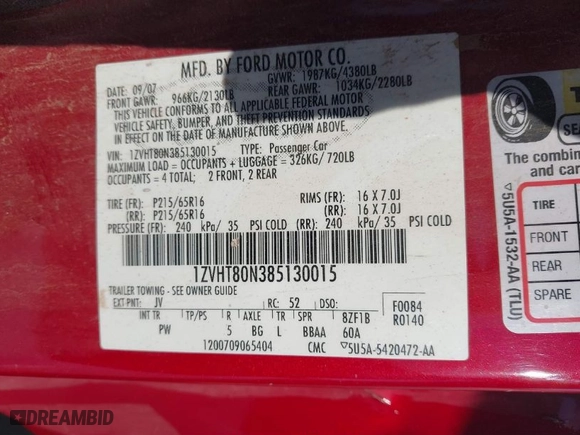 MFD. BY FORD MOTOR CO.
DATE: 09/07 GVWR: 1987KG/4380LB
FRONT GAWR: 966KG/2130LB REAR GAWR: 1034KG/2280LB
THIS VEHICLE CONFORMS TO ALL APPLICABLE FEDERAL MOTOR
VEHICLE SAFETY, BUMPER, AND THEFT PREVENTION STANDARDS
IN EFFECT ON THE DATE OF MANUFACTURE SHOWN ABOVE.
VIN: 1ZVHT80N385130015 TYPE: Passenger Car
MAXIMUM LOAD = OCCUPANTS + LUGGAGE = 326KG/720LB
OCCUPANTS = 4 TOTAL; 2 FRONT, 2 REAR
TIRE (FR): P215/65R16 RIMS (FR): 16 X 7.0J
(RR): P215/65R16 (RR): 16 X 7.0J
PRESSURE (FR): 240 kPa/ 35 PSI COLD (RR): 240 kPa/ 35 PSI COLD
1ZVHT80N385130015
TRAILER TOWING - SEE OWNER GUIDE
EXT PNT: JV - RC: 52 DSO: F0084
INT TR TP/PS R AXLE TR SPR 8ZF1B R0140
PW 5 BG L BBAA 60A
1200709065404 CMC ▽5U5A-5420472-AA
SEA
The combined
and car
TIRE
FRONT
REAR
SPARE
▽5U5A-1532-AA (TLU)
DREAMBID